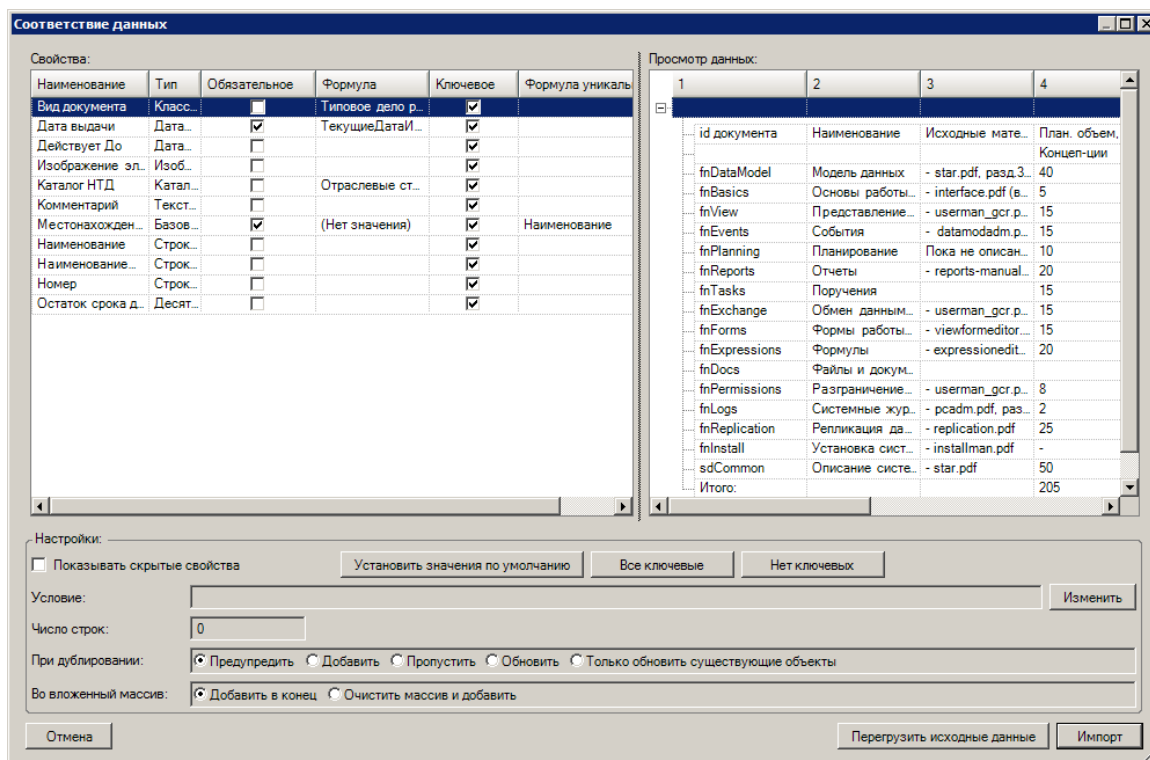 Соответствие данных
Свойства:
Наименование Тип Обязательное Формула Ключевое Формула уникаль
Вид документа Класс... Типовое дело р...
Дата выдачи Дата... ТекущиеДатаИ...
Действует До Дата...
Изображение эл... Изоб...
Каталог НТД Катал... Отраслевые ст...
Комментарий Текст...
Местонахожден... Базов... (Нет значения) Наименование
Наименование Строк...
Наименование... Строк...
Номер Строк...
Остаток срока д... Десят...
Просмотр данных:
1 2 3 4
id документа Наименование Исходные мате... План. объем,
Концеп-ции
fnDataModel Модель данных - star.pdf, разд.3... 40
fnBasics Основы работы... - interface.pdf (в... 5
fnView Представление... - userman_gcr.p... 15
fnEvents События - datamodadm.p... 15
fnPlanning Планирование Пока не описан... 10
fnReports Отчеты - reports-manual... 20
fnTasks Поручения 15
fnExchange Обмен данным... - userman_gcr.p... 15
fnForms Формы работы... - viewformeditor.... 15
fnExpressions Формулы - expressionedit... 20
fnDocs Файлы и докум...
fnPermissions Разграничение... - userman_gcr.p... 8
fnLogs Системные жур... - pcadm.pdf, раз... 2
fnReplication Репликация да... - replication.pdf 25
fnInstall Установка сист... - installman.pdf -
sdCommon Описание систе... - star.pdf 50
Итого: 205
Настройки:
Показывать скрытые свойства Установить значения по умолчанию Все ключевые Нет ключевых
Условие: Изменить
Число строк: 0
При дублировании: Предупредить Добавить Пропустить Обновить Только обновить существующие объекты
Во вложенный массив: Добавить в конец Очистить массив и добавить
Отмена Перегрузить исходные данные Импорт